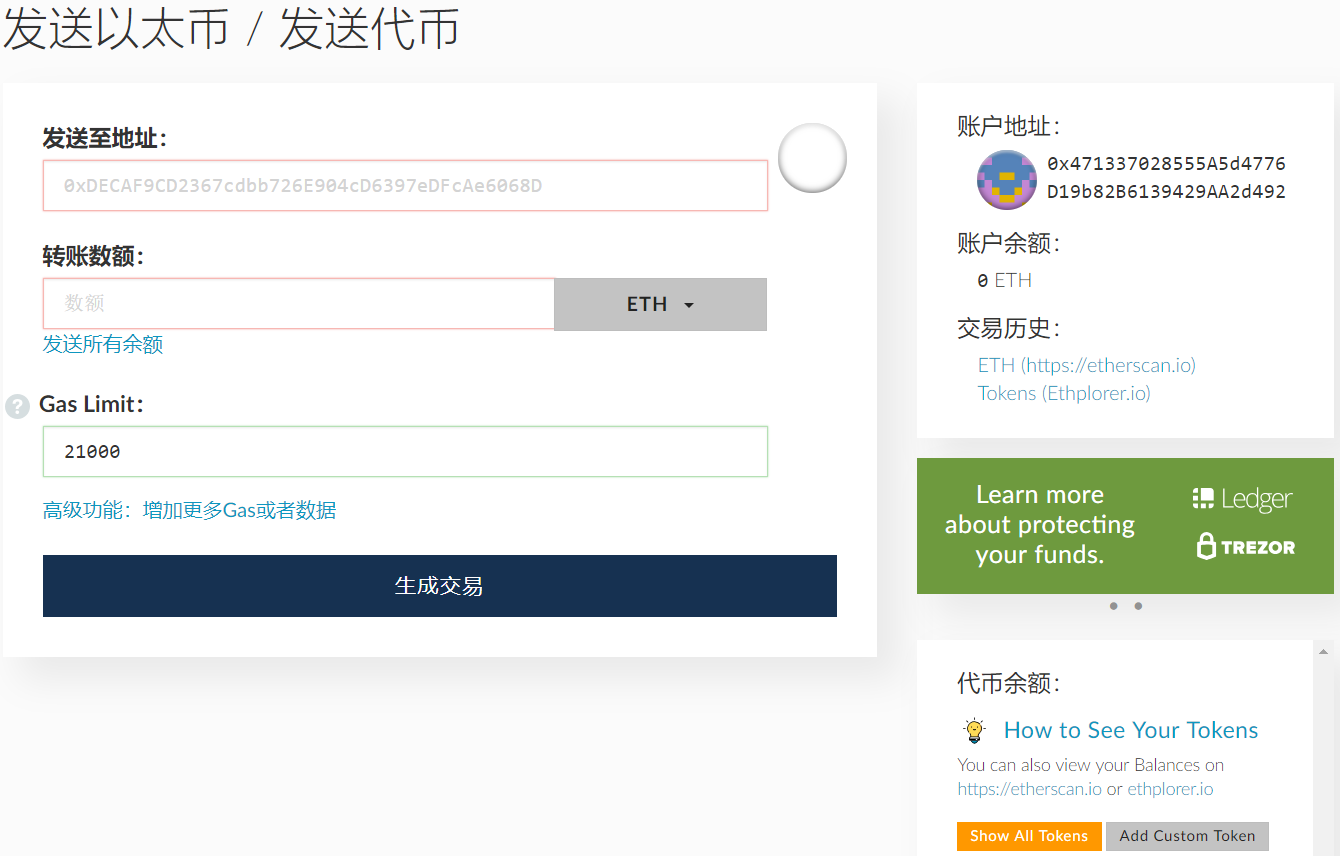 发送以太币 / 发送代币
发送至地址:
0xDECAF9CD2367cdbb726E904cD6397eDFcAe6068D
转账数额:
数额
ETH
发送所有余额
? Gas Limit:
21000
高级功能：增加更多Gas或者数据
生成交易
账户地址:
0x471337028555A5d4776
D19b82B6139429AA2d492
账户余额:
0 ETH
交易历史:
ETH (https://etherscan.io)
Tokens (Ethplorer.io)
Learn more
about protecting
your funds.
Ledger
TREZOR
代币余额:
How to See Your Tokens
You can also view your Balances on
https://etherscan.io or ethplorer.io
Show All Tokens
Add Custom Token